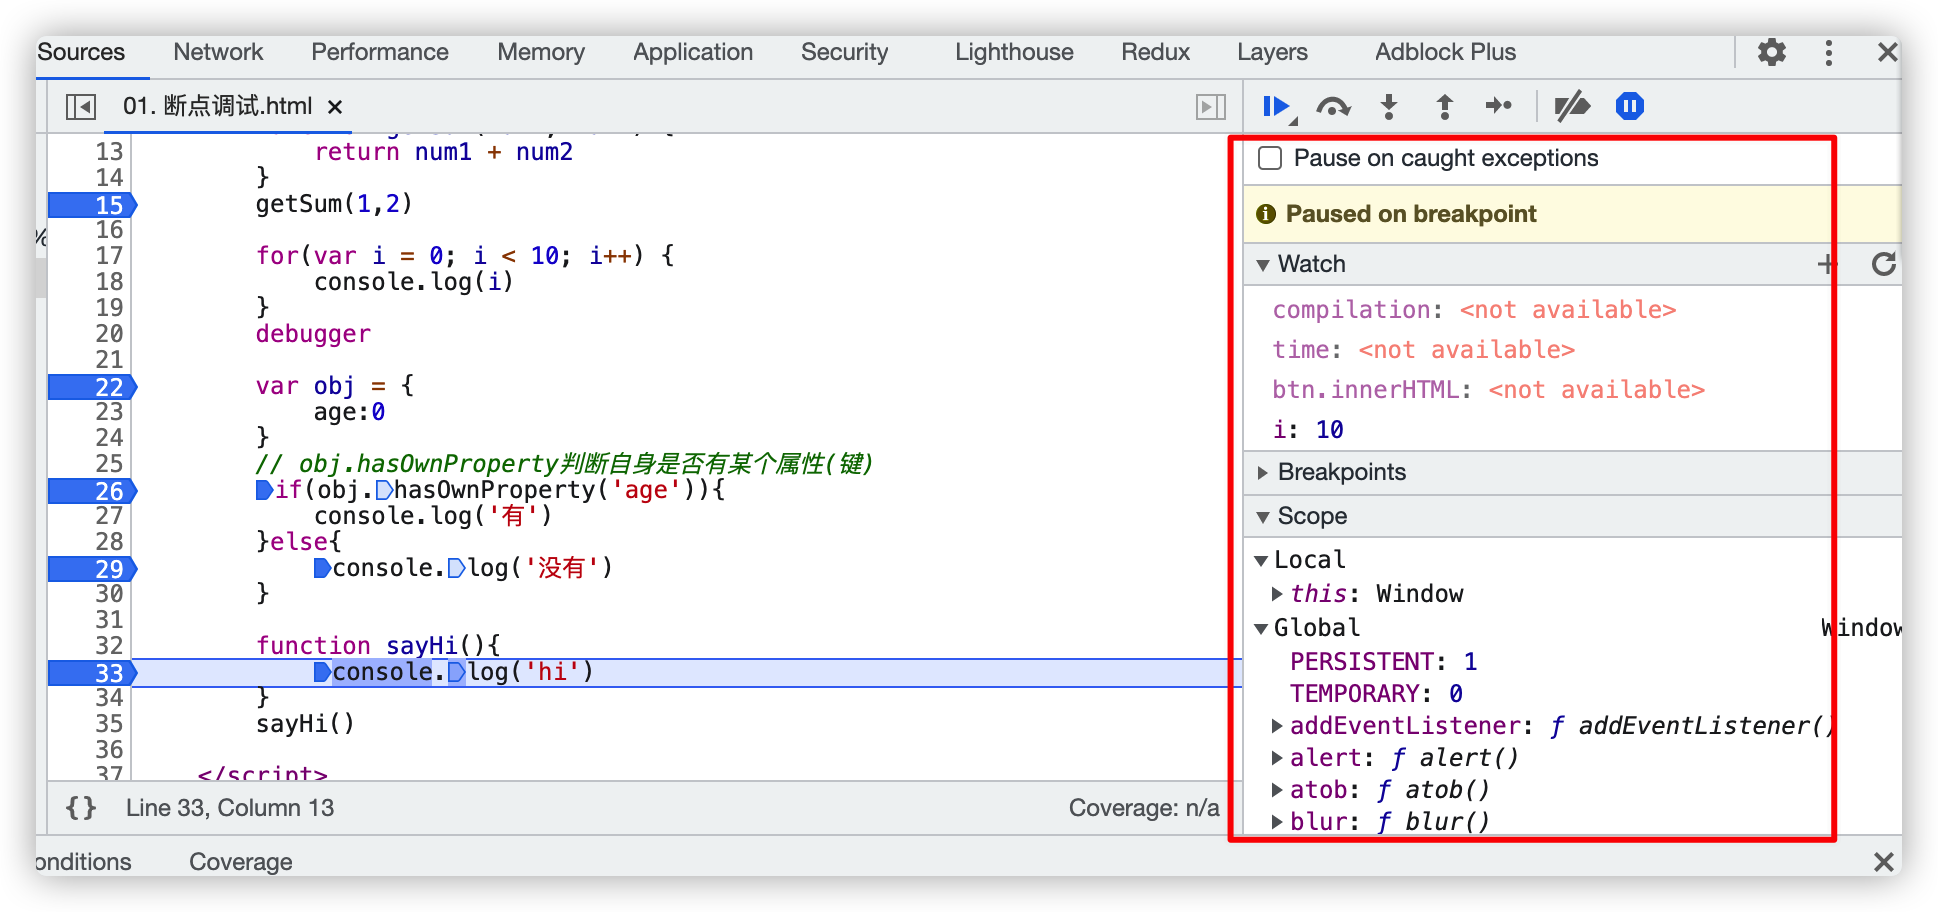 Sources Network Performance Memory Application Security Lighthouse Redux Layers Adblock Plus
01. 断点调试.html
13 return num1 + num2
14 }
15 getSum(1,2)
16
17 for(var i = 0; i < 10; i++) {
18 console.log(i)
19 }
20 debugger
21
22 var obj = {
23 age:0
24 }
25 // obj.hasOwnProperty判断自身是否有某个属性(键)
26 if(obj.hasOwnProperty('age')){
27 console.log('有')
28 }else{
29 console.log('没有')
30 }
31
32 function sayHi(){
33 console.log('hi')
34 }
35 sayHi()
36
37 </script>
{} Line 33, Column 13 Coverage: n/a
onditions Coverage
Pause on caught exceptions
Paused on breakpoint
Watch
compilation: <not available>
time: <not available>
btn.innerHTML: <not available>
i: 10
Breakpoints
Scope
Local
this: Window
Global Window
PERSISTENT: 1
TEMPORARY: 0
addEventListener: ƒ addEventListener()
alert: ƒ alert()
atob: ƒ atob()
blur: ƒ blur()